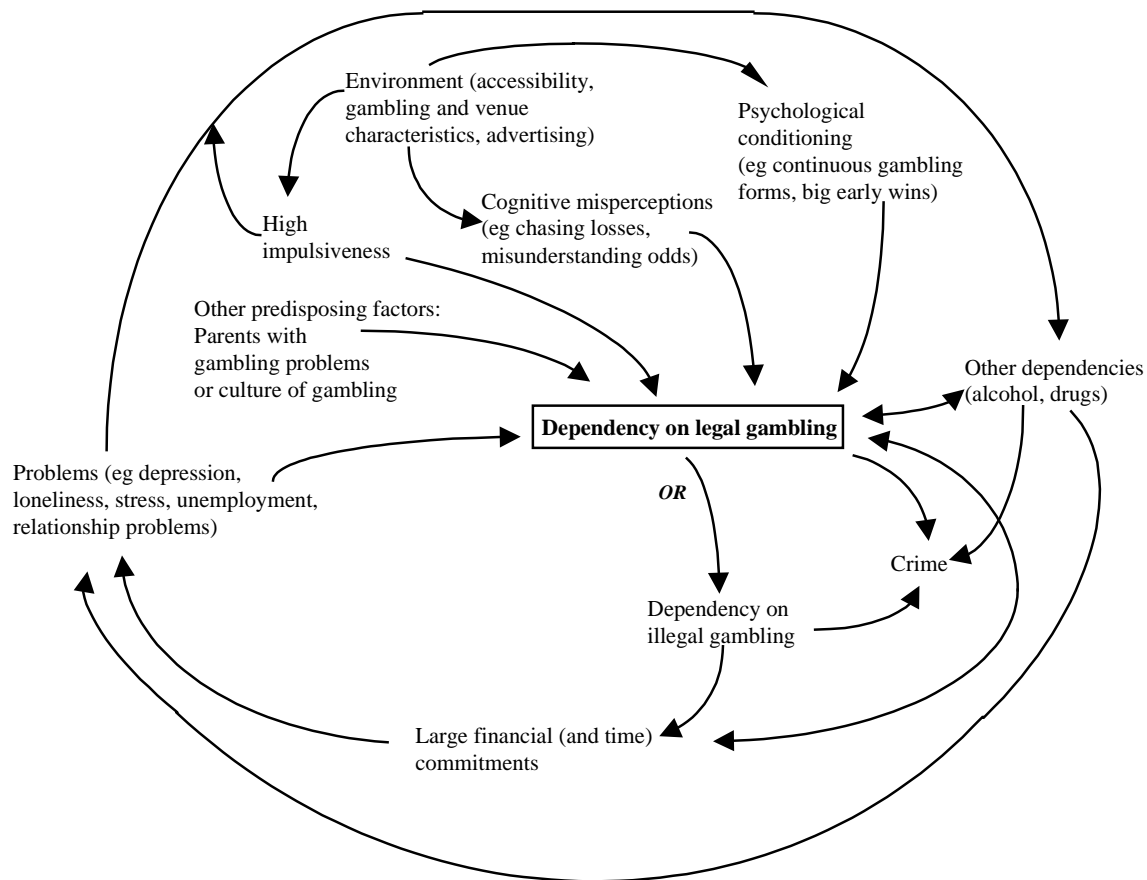 Environment (accessibility,
gambling and venue
characteristics, advertising)
Psychological
conditioning
(eg continuous gambling
forms, big early wins)
High
impulsiveness
Cognitive misperceptions
(eg chasing losses,
misunderstanding odds)
Other predisposing factors:
Parents with
gambling problems
or culture of gambling
Other dependencies
(alcohol, drugs)
Dependency on legal gambling
Problems (eg depression,
loneliness, stress, unemployment,
relationship problems)
OR
Crime
Dependency on
illegal gambling
Large financial (and time)
commitments